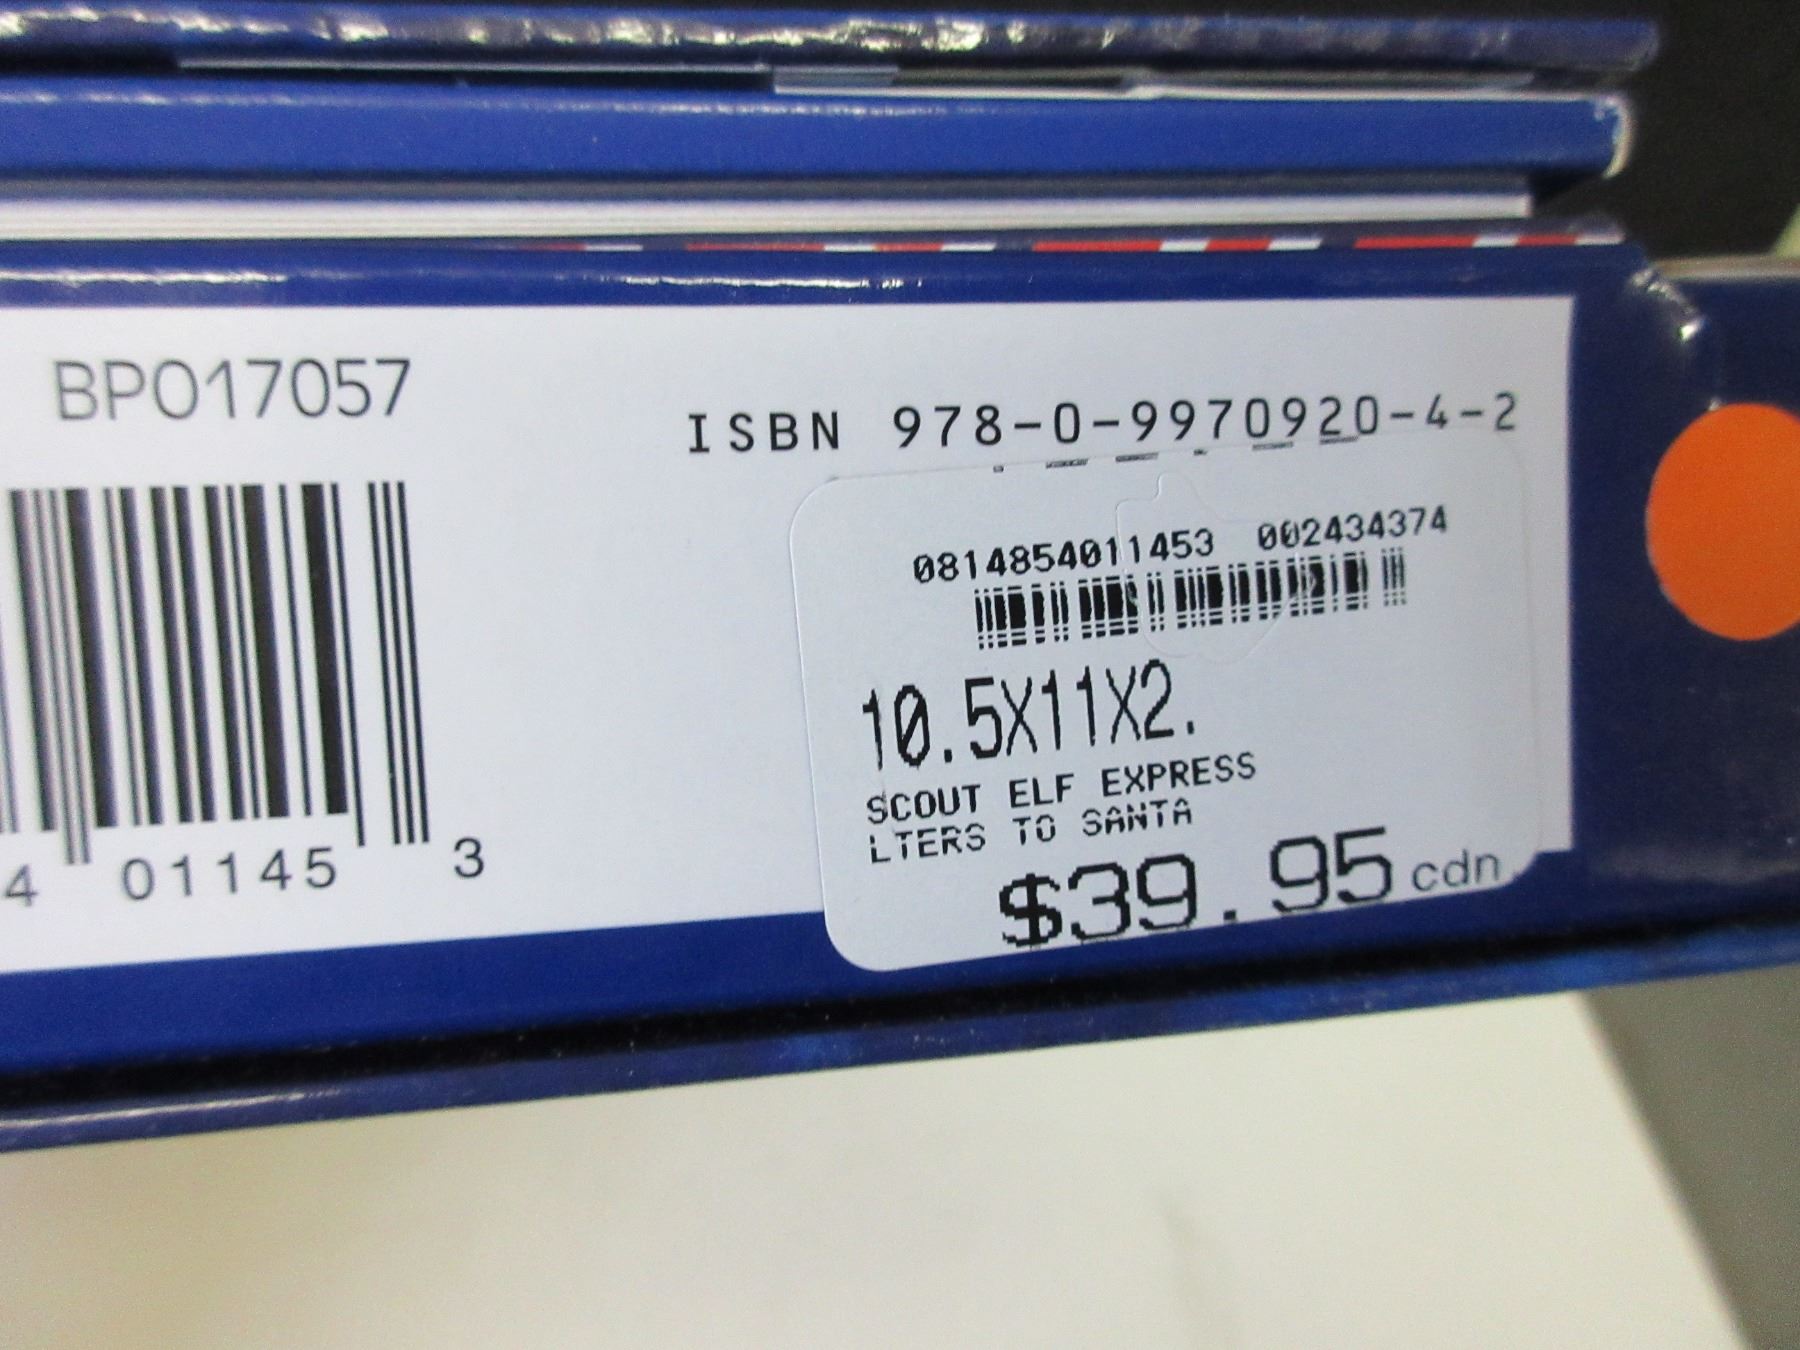 BPO17057
ISBN 978-0-9970920-4-2
4 01145 3
0814854011453 002434374
10.5X11X2.
SCOUT ELF EXPRESS
LTERS TO SANTA
$39.95 cdn